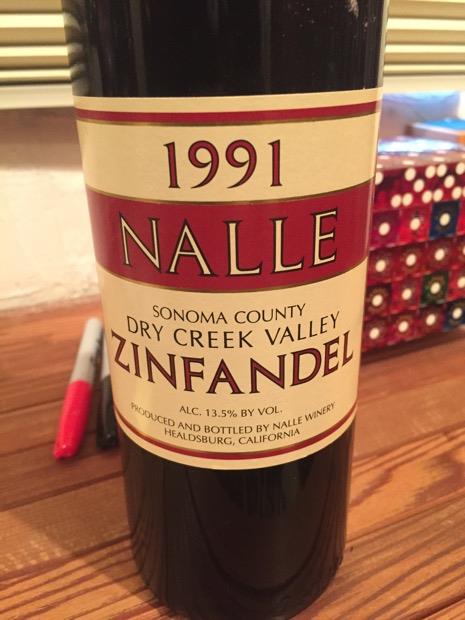 1991
NALLE
SONOMA COUNTY
DRY CREEK VALLEY
ZINFANDEL
ALC. 13.5% BY VOL.
PRODUCED AND BOTTLED BY NALLE WINERY
HEALDSBURG, CALIFORNIA